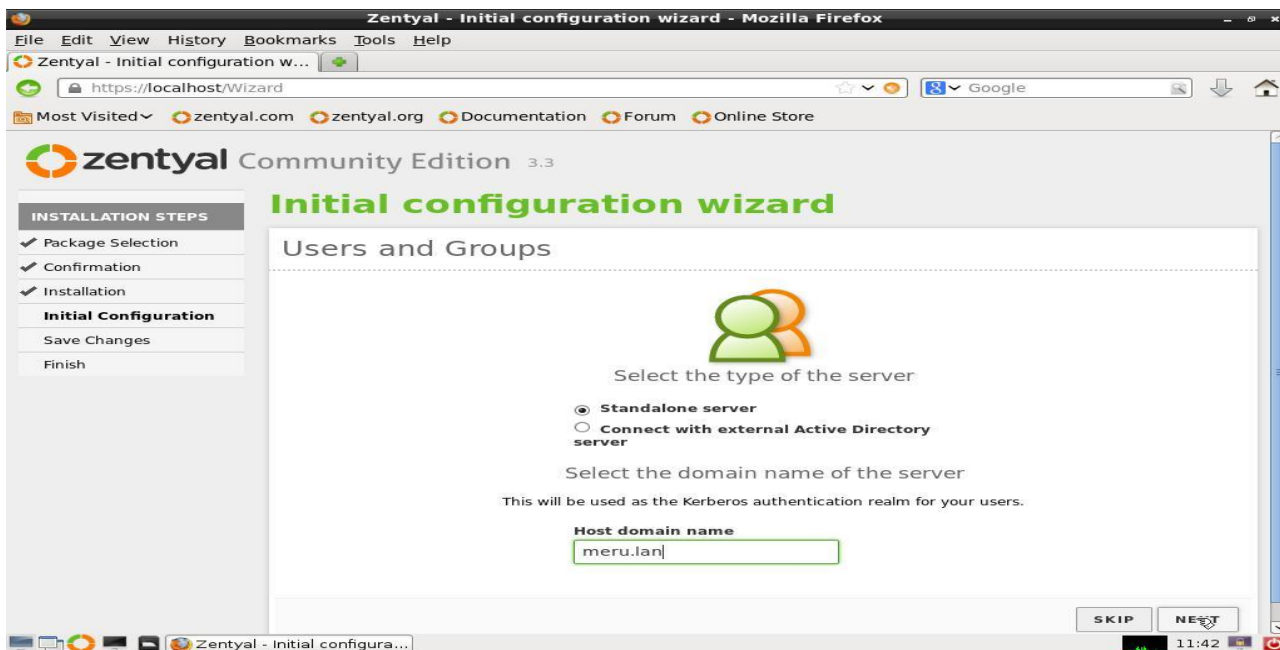 Zentyal - Initial configuration wizard - Mozilla Firefox
File Edit View History Bookmarks Tools Help
Zentyal - Initial configuration w...
https://localhost/Wizard
Google
Most Visited
zentyal.com
zentyal.org
Documentation
Forum
Online Store
zentyal Community Edition 3.3
INSTALLATION STEPS
Package Selection
Confirmation
Installation
Initial Configuration
Save Changes
Finish
Initial configuration wizard
Users and Groups
Select the type of the server
Standalone server
Connect with external Active Directory
server
Select the domain name of the server
This will be used as the Kerberos authentication realm for your users.
Host domain name
meru.lan
SKIP
NEXT
Zentyal - Initial configura...
11:42